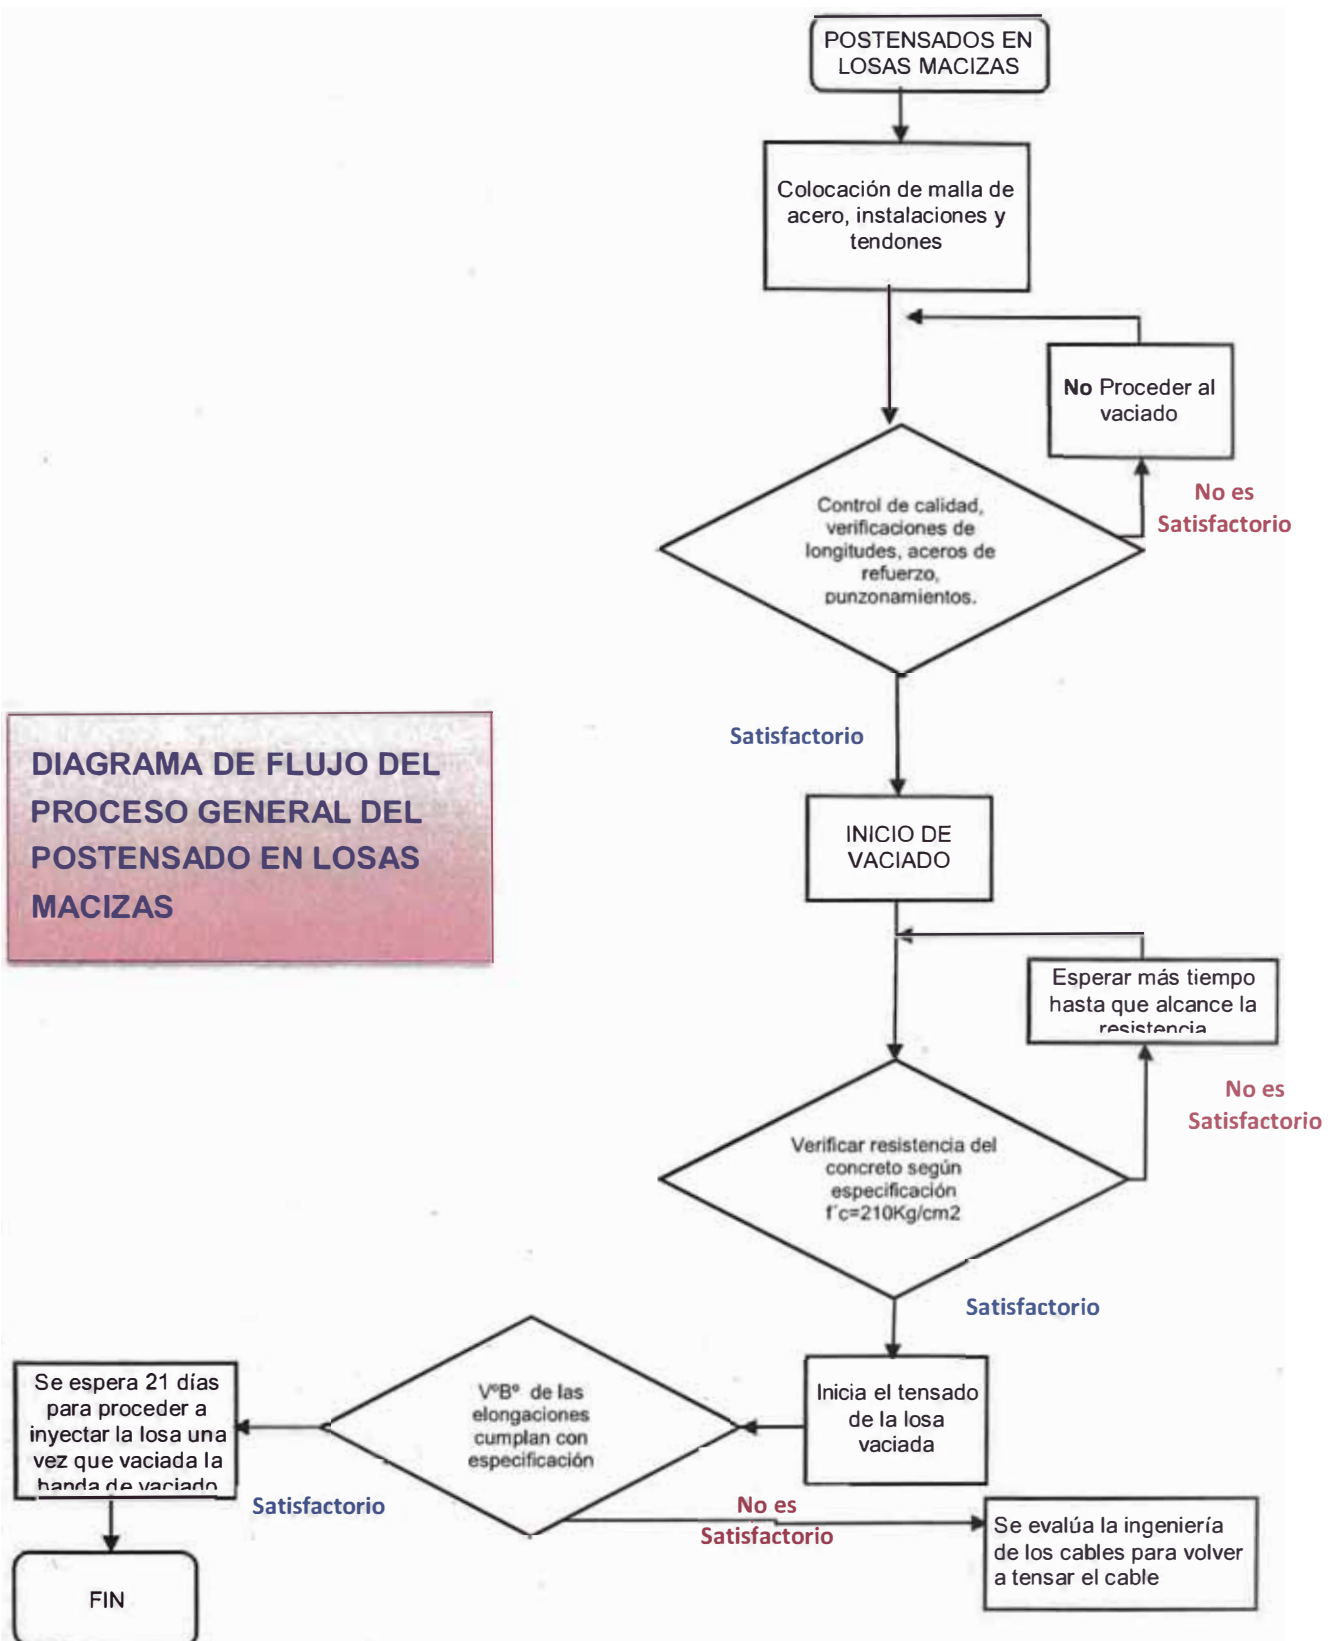 POSTENSADOS EN
LOSAS MACIZAS
Colocación de malla de
acero, instalaciones y
tendones
No Proceder al
vaciado
No es
Satisfactorio
Control de calidad,
verificaciones de
longitudes, aceros de
refuerzo,
punzonamientos.
Satisfactorio
DIAGRAMA DE FLUJO DEL
PROCESO GENERAL DEL
POSTENSADO EN LOSAS
MACIZAS
INICIO DE
VACIADO
Esperar más tiempo
hasta que alcance la
resistencia
No es
Satisfactorio
Verificar resistencia del
concreto según
especificación
f´c=210Kg/cm2
Satisfactorio
Inicia el tensado
de la losa
vaciada
VºBº de las
elongaciones
cumplan con
especificación
Se espera 21 días
para proceder a
inyectar la losa una
vez que vaciada la
banda de vaciado
Satisfactorio
No es
Satisfactorio
Se evalúa la ingeniería
de los cables para volver
a tensar el cable
FIN